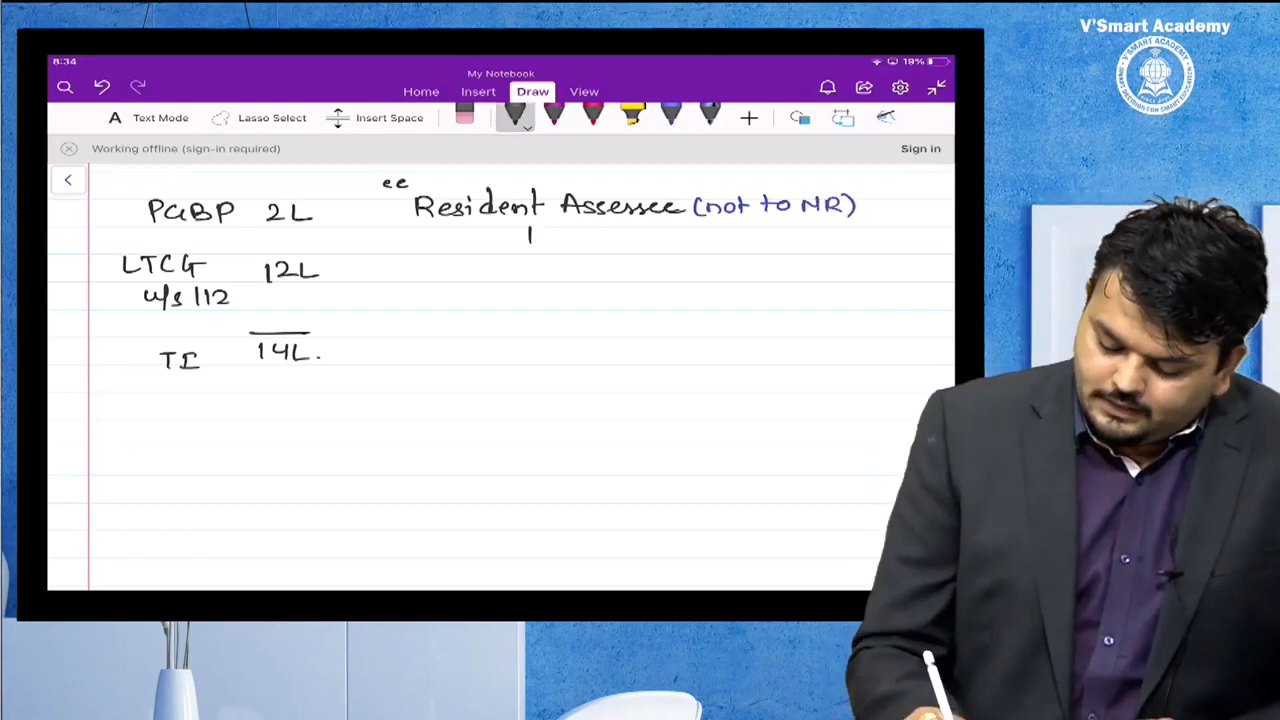 V'Smart Academy
8:34
19%
My Notebook
Home Insert Draw View
Text Mode Lasso Select Insert Space
Working offline (sign-in required) Sign in
PGBP 2L
"Resident Assessee (not to NR)
LTCG 12L
u/s 112
TI 14L.